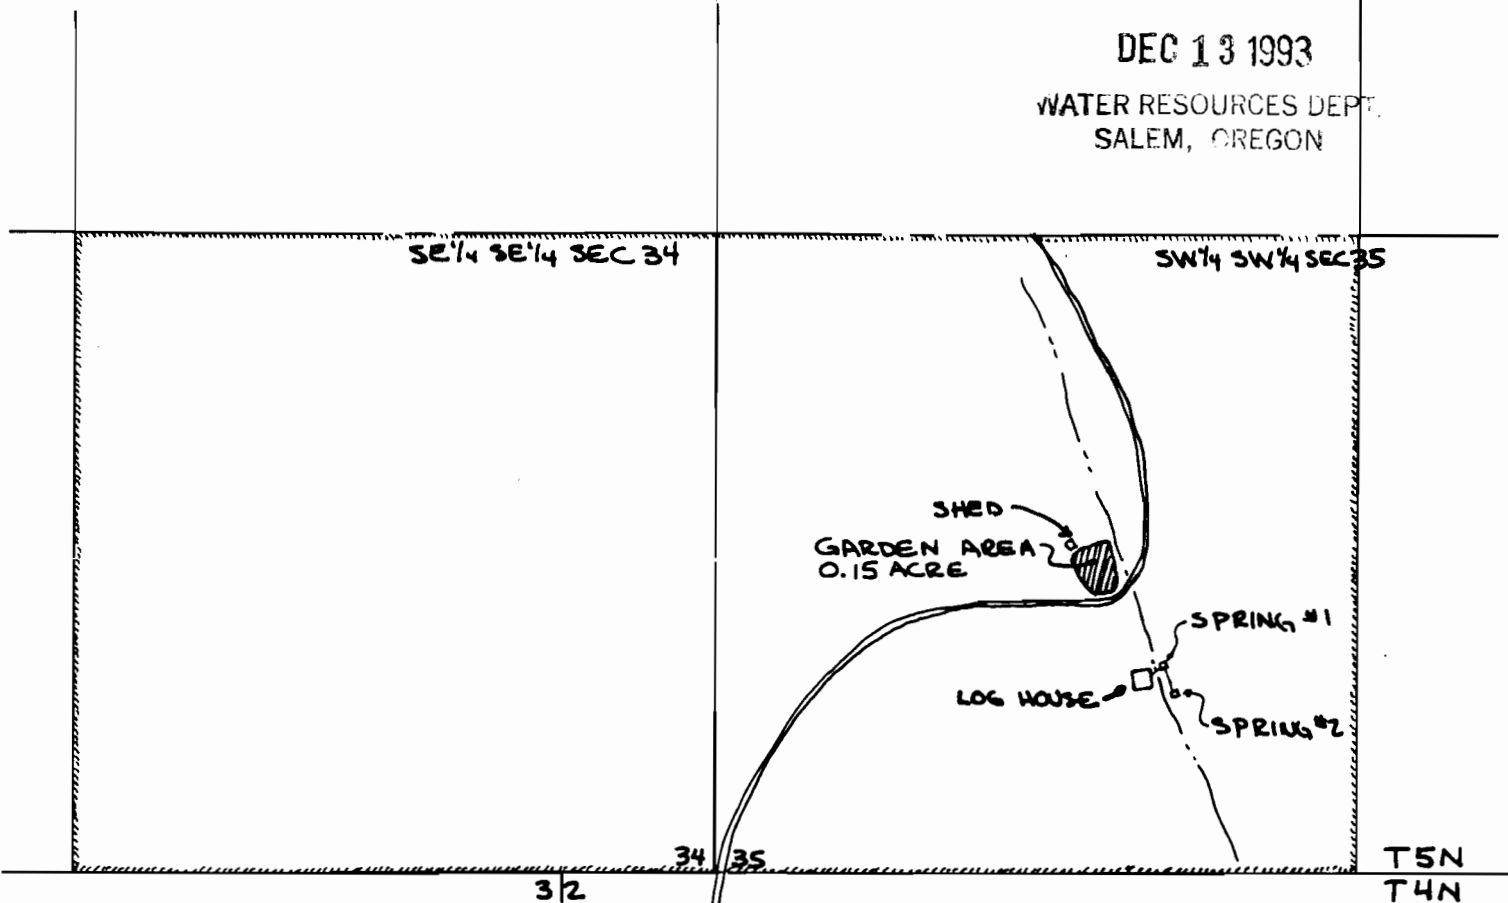 DEC 13 1993
WATER RESOURCES DEPT.
SALEM, OREGON
SE¼ SE¼ SEC 34
SW¼ SW¼ SEC 35
SHED
GARDEN AREA
0.15 ACRE
SPRING #1
LOG HOUSE
SPRING #2
34 35
T5N
3 2
T4N